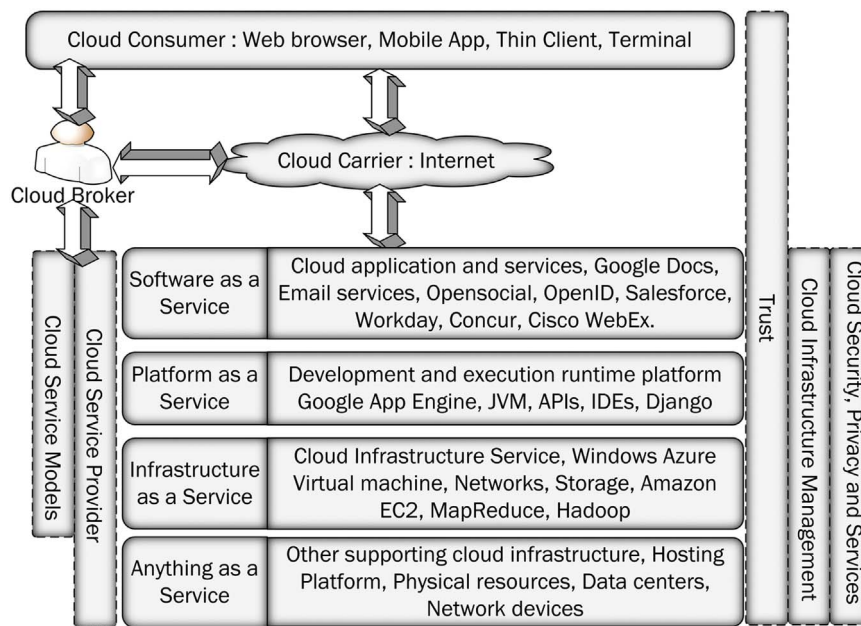 Cloud Consumer : Web browser, Mobile App, Thin Client, Terminal
Cloud Carrier : Internet
Cloud Broker
Cloud Service Models
Cloud Service Provider
Software as a
Service
Cloud application and services, Google Docs,
Email services, Opensocial, OpenID, Salesforce,
Workday, Concur, Cisco WebEx.
Platform as a
Service
Development and execution runtime platform
Google App Engine, JVM, APIs, IDEs, Django
Infrastructure
as a Service
Cloud Infrastructure Service, Windows Azure
Virtual machine, Networks, Storage, Amazon
EC2, MapReduce, Hadoop
Anything as a
Service
Other supporting cloud infrastructure, Hosting
Platform, Physical resources, Data centers,
Network devices
Trust
Cloud Infrastructure Management
Cloud Security, Privacy and Services